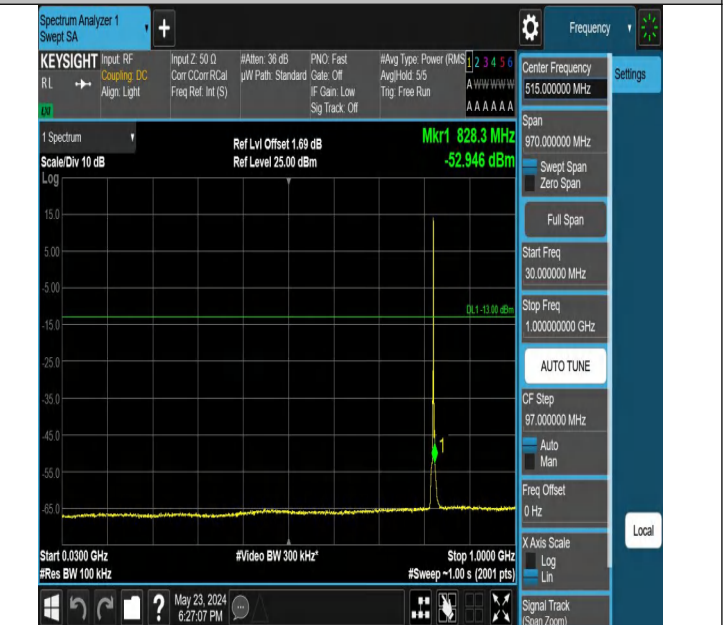 Spectrum Analyzer 1
Swept SA
+
Frequency
KEYSIGHT
RL
Input: RF
Coupling: DC
Align: Light
Input Z: 50 Ω
Corr CCorr RCal
Freq Ref: Int (S)
#Atten: 36 dB
µW Path: Standard
PNO: Fast
Gate: Off
IF Gain: Low
Sig Track: Off
#Avg Type: Power (RMS
Avg|Hold: 5/5
Trig: Free Run
1 2 3 4 5 6
A W W W W W
A A A A A A
Center Frequency
515.000000 MHz
Settings
Span
970.000000 MHz
Swept Span
Zero Span
Full Span
Start Freq
30.000000 MHz
Stop Freq
1.000000000 GHz
AUTO TUNE
CF Step
97.000000 MHz
Auto
Man
Freq Offset
0 Hz
X Axis Scale
Log
Lin
Signal Track
(Span Zoom)
Local
1 Spectrum
Scale/Div 10 dB
Log
Ref Lvl Offset 1.69 dB
Ref Level 25.00 dBm
Mkr1 828.3 MHz
-52.946 dBm
15.0
5.00
-5.00
DL1 -13.00 dBm
-15.0
-25.0
-35.0
-45.0
1
-55.0
-65.0
Start 0.0300 GHz
#Res BW 100 kHz
#Video BW 300 kHz*
Stop 1.0000 GHz
#Sweep ~1.00 s (2001 pts)
?
May 23, 2024
6:27:07 PM